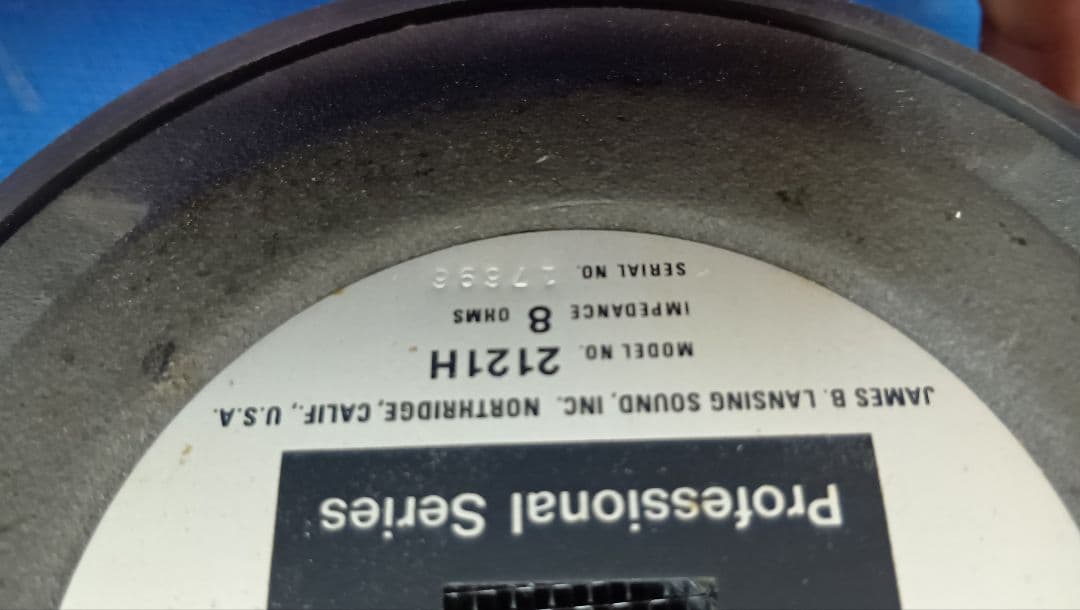 Professional Series
JAMES B. LANSING SOUND, INC. NORTHRIDGE, CALIF., U.S.A.
MODEL NO. 2121H
IMPEDANCE 8 OHMS
SERIAL NO.